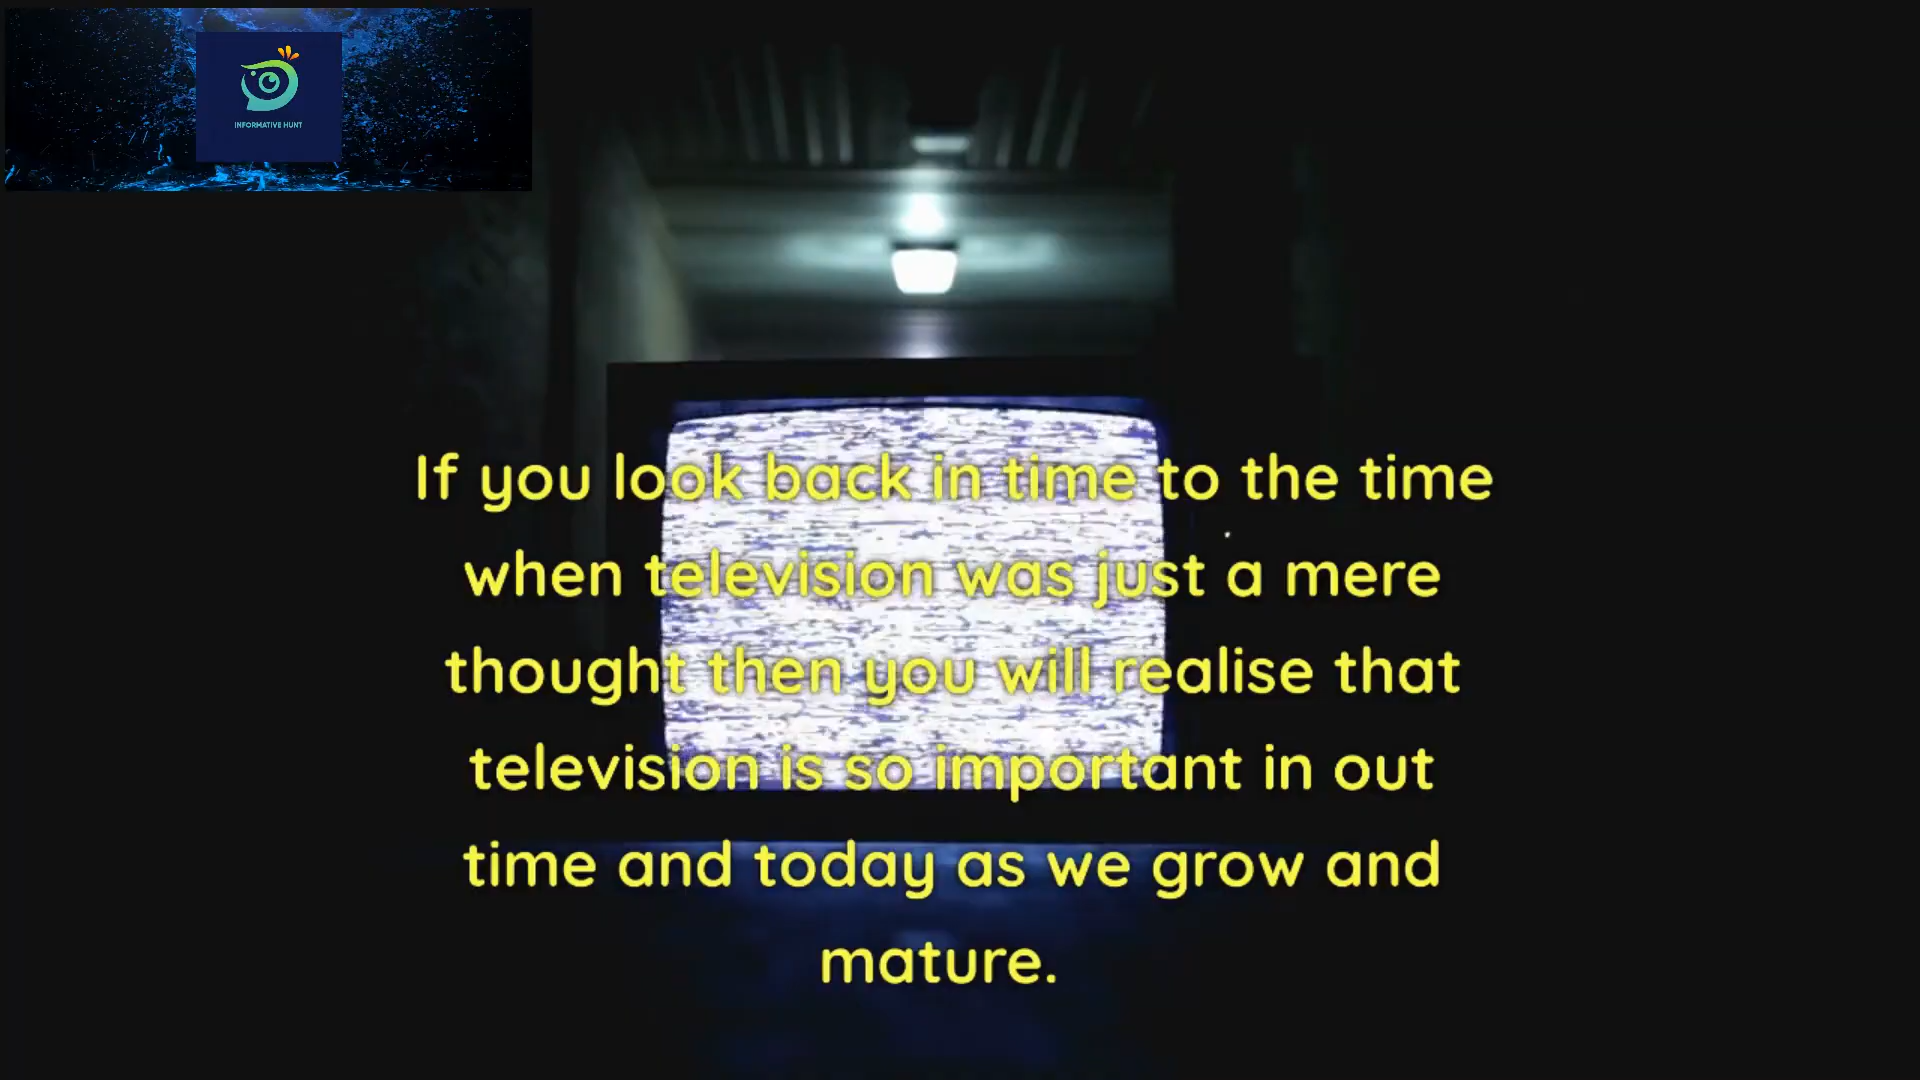 INFORMATIVE HUNT
If you look back in time to the time
when television was just a mere
thought then you will realise that
television is so important in out
time and today as we grow and
mature.